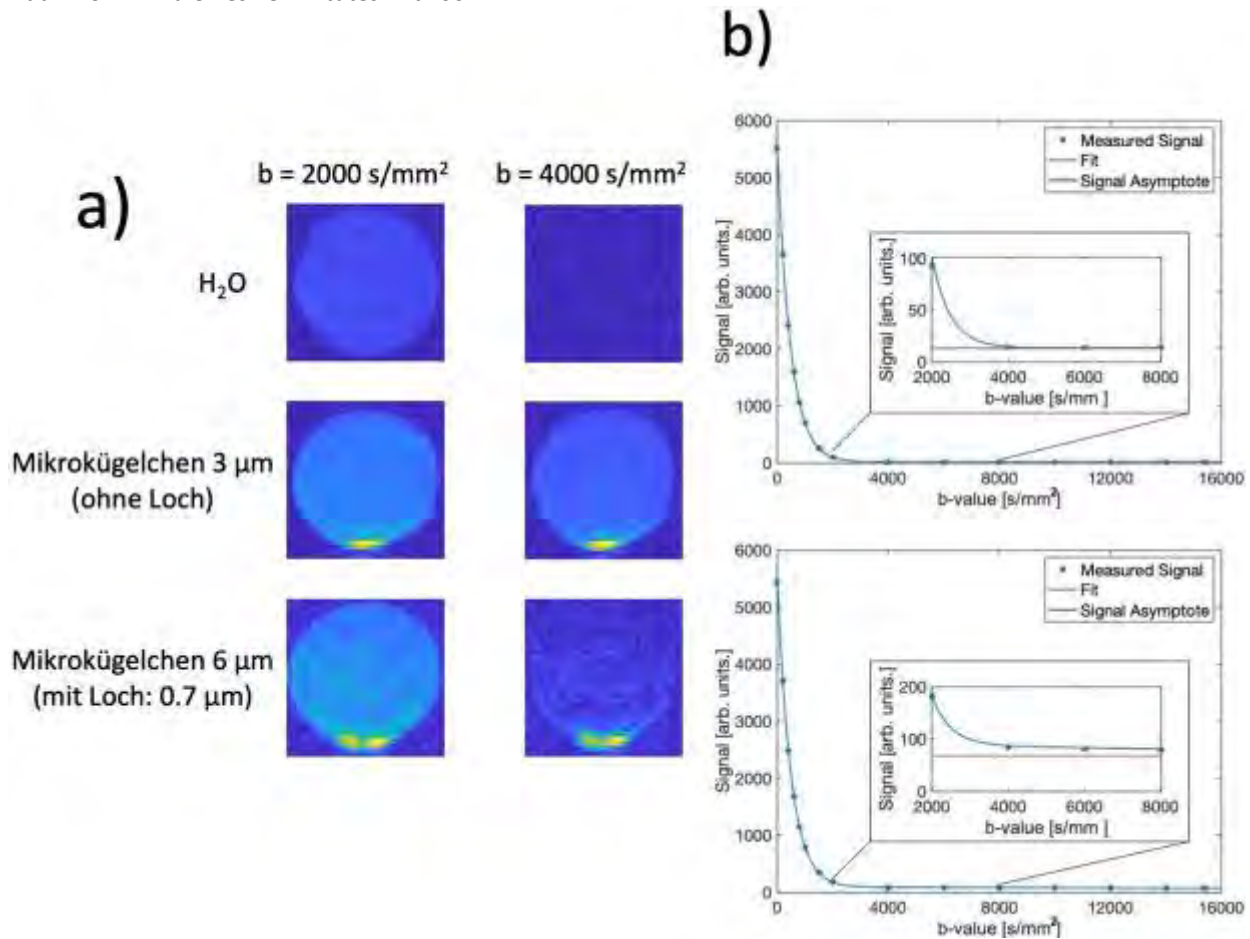 a)
b = 2000 s/mm² b = 4000 s/mm²
H₂O
Mikrokügelchen 3 µm
(ohne Loch)
Mikrokügelchen 6 µm
(mit Loch: 0.7 µm)
b)
6000
5000
4000
3000
2000
1000
0
Signal [arb. units.]
Measured Signal
Fit
Signal Asymptote
100
50
0
Signal [arb. units.]
2000 4000 6000 8000
b-value [s/mm ]
0 4000 8000 12000 16000
b-value [s/mm²]
6000
5000
4000
3000
2000
1000
0
Signal [arb. units.]
Measured Signal
Fit
Signal Asymptote
200
100
0
Signal [arb. units.]
2000 4000 6000 8000
b-value [s/mm ]
0 4000 8000 12000 16000
b-value [s/mm²]